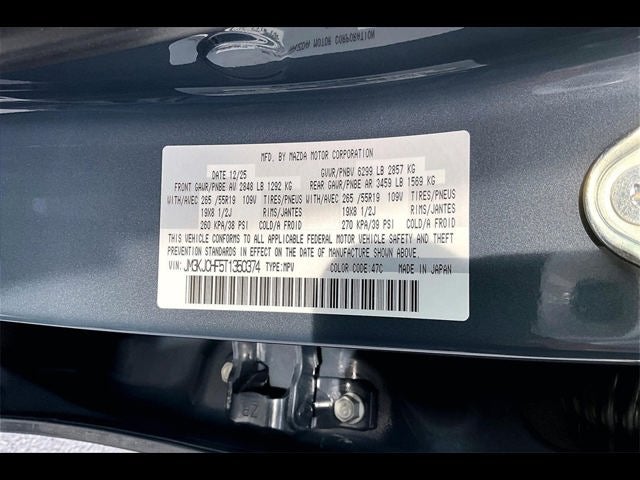 MFD. BY MAZDA MOTOR CORPORATION
DATE 12/25 GVWR/PNBV 6299 LB 2857 KG
FRONT GAWR/PNBE AV 2848 LB 1292 KG REAR GAWR/PNBE AR 3459 LB 1569 KG
WITH/AVEC 265 /55R19 109V TIRES/PNEUS WITH/AVEC 265 /55R19 109V TIRES/PNEUS
19X8 1/2J RIMS/JANTES 19X8 1/2J RIMS/JANTES
260 KPA/38 PSI COLD/A FROID 270 KPA/39 PSI COLD/A FROID
THIS VEHICLE CONFORMS TO ALL APPLICABLE FEDERAL MOTOR VEHICLE SAFETY, BUMPER, AND THEFT
PREVENTION STANDARDS IN EFFECT ON THE DATE OF MANUFACTURE SHOWN ABOVE.
VIN: JM3KJCHF5T1350374 TYPE:MPV COLOR CODE:47C MADE IN JAPAN